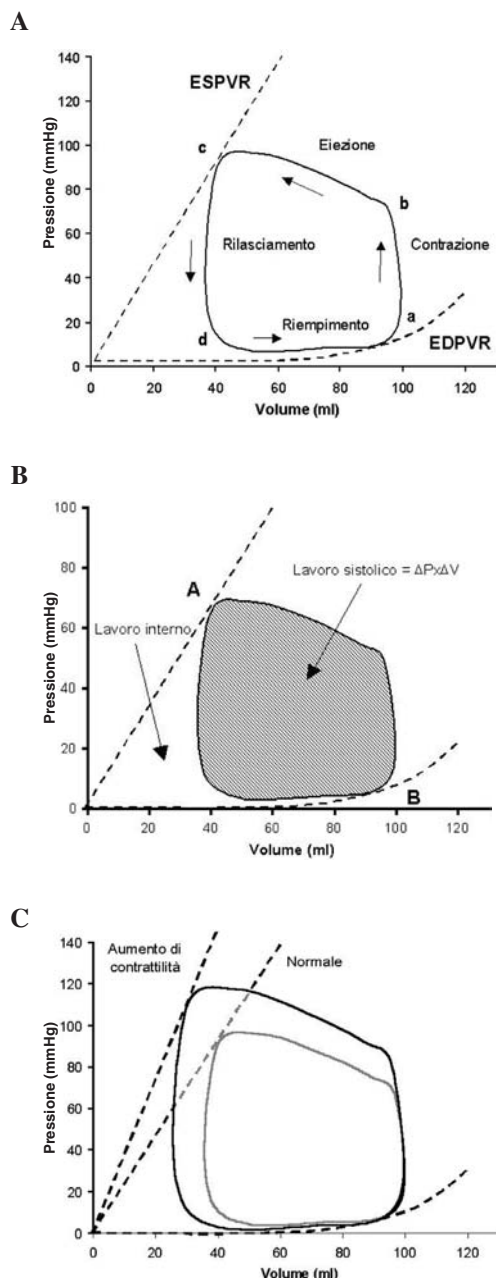 A
140
ESPVR
120
Eiezione
100
c
80
b
Pressione (mmHg)
60
Rilasciamento
Contrazione
40
20
d
Riempimento
a
EDPVR
0
0 20 40 60 80 100 120
Volume (ml)
B
100
Lavoro sistolico = ΔPxΔV
80
A
60
Lavoro interno
Pressione (mmHg)
40
20
B
0
0 20 40 60 80 100 120
Volume (ml)
C
140
Aumento di
contrattilità
Normale
120
100
80
Pressione (mmHg)
60
40
20
0
0 20 40 60 80 100 120
Volume (ml)